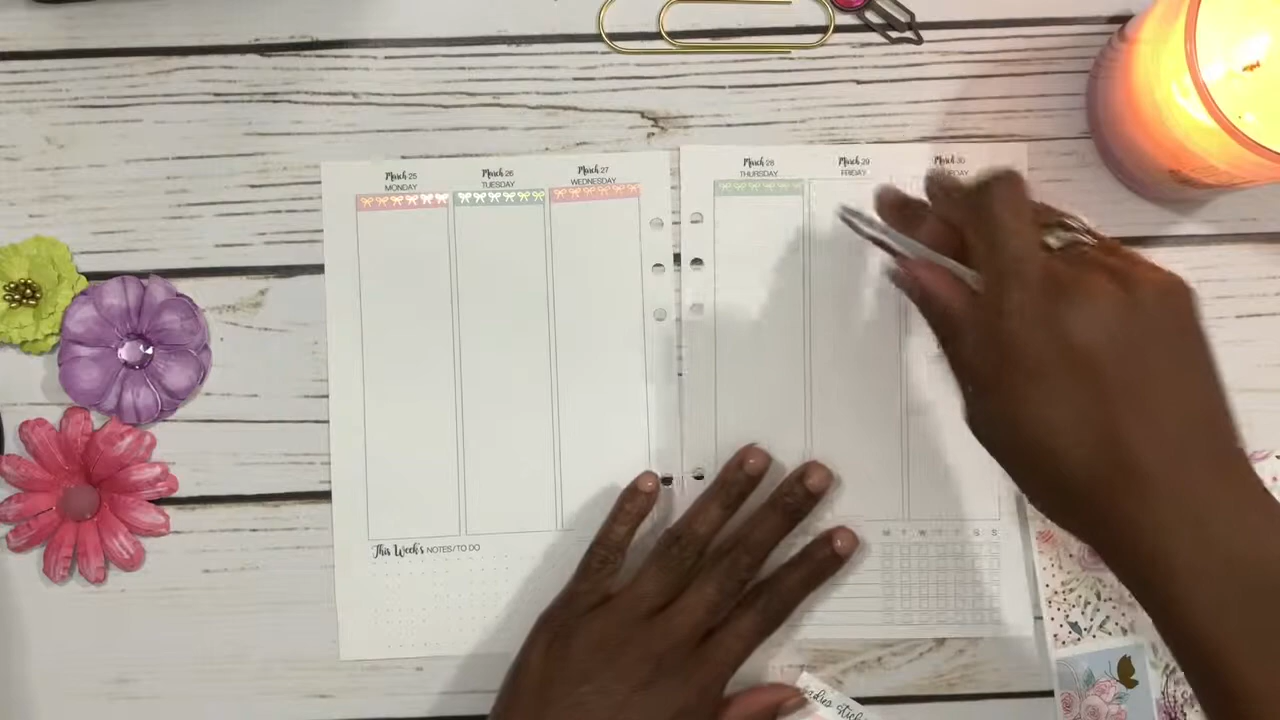 March 25
MONDAY
March 26
TUESDAY
March 27
WEDNESDAY
March 28
THURSDAY
March 29
FRIDAY
March 30
This Week's NOTES/TO DO
M T W S S